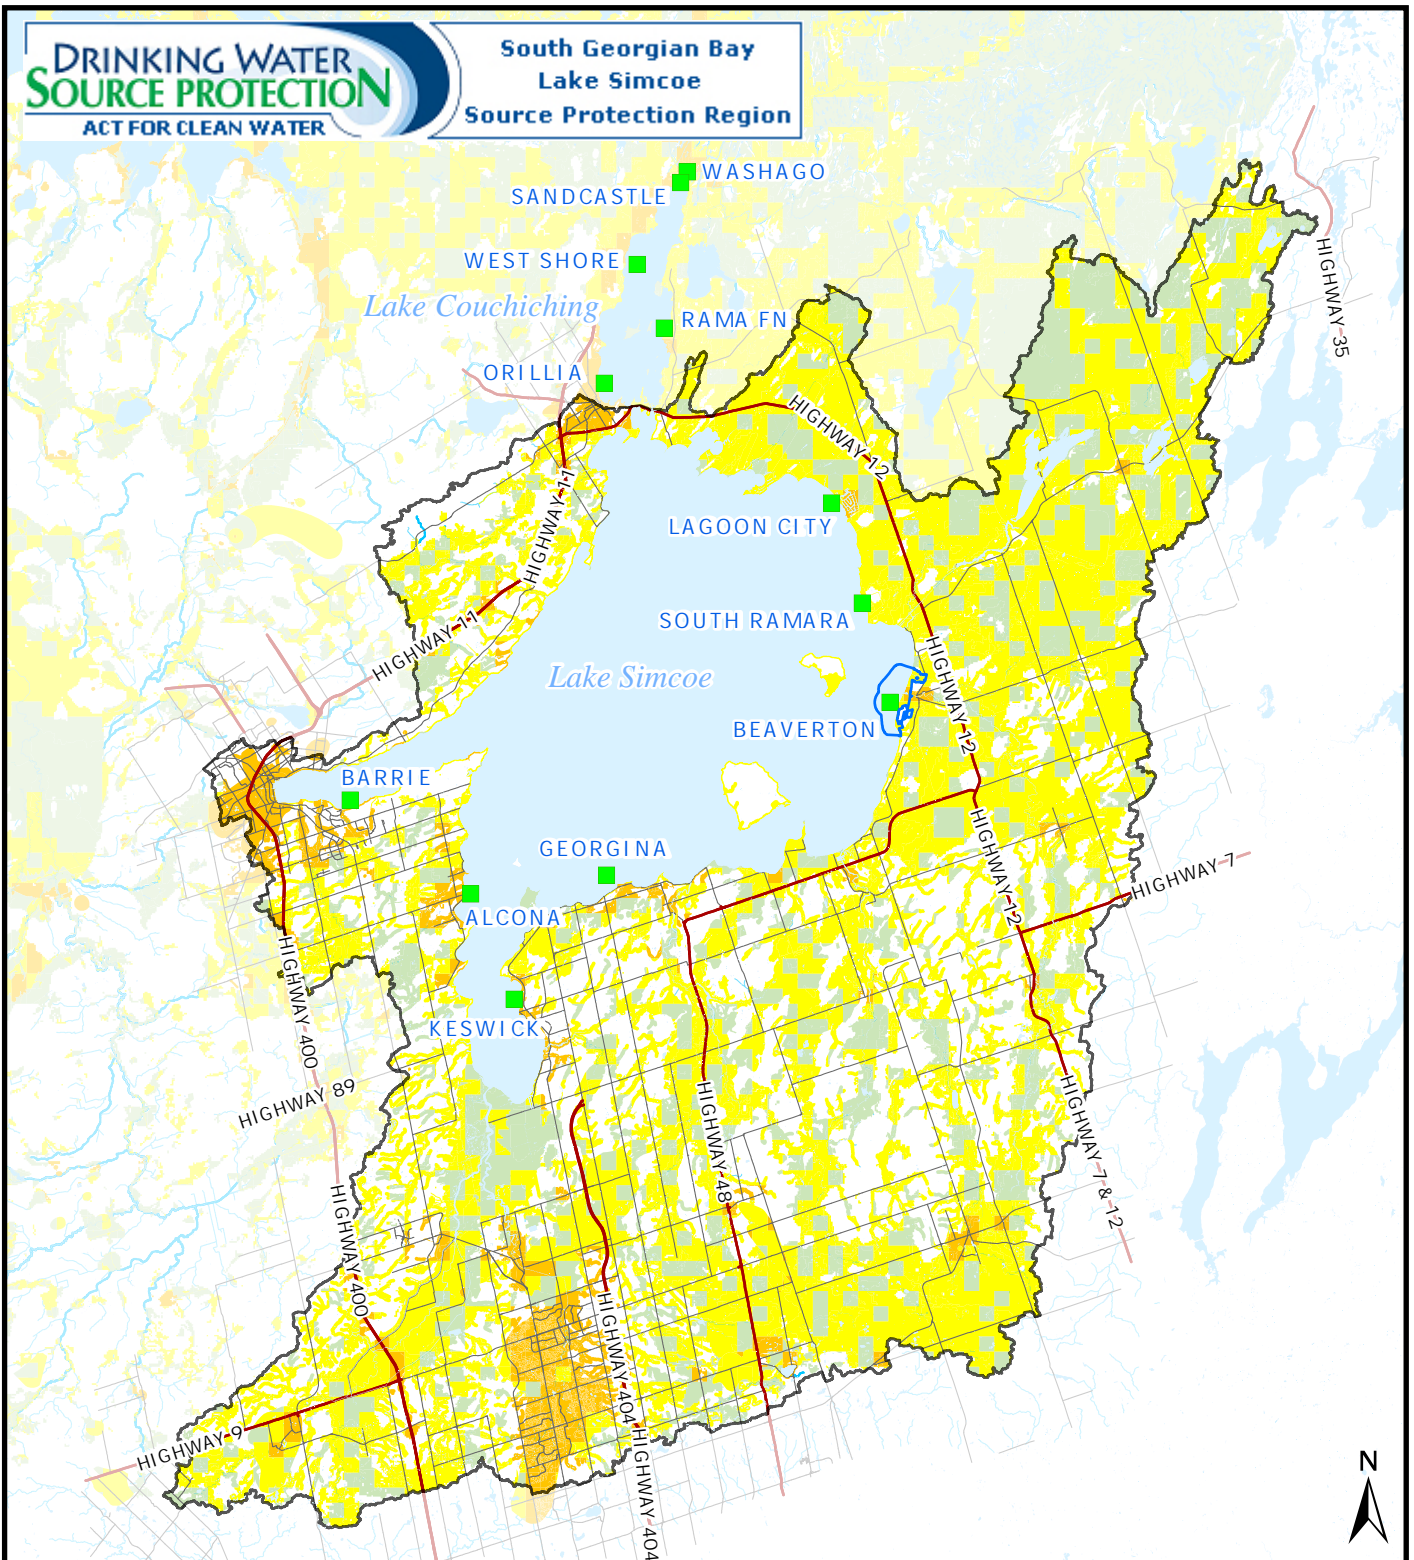 DRINKING WATER
SOURCE PROTECTION
ACT FOR CLEAN WATER
South Georgian Bay
Lake Simcoe
Source Protection Region
WASHAGO
SANDCASTLE
WEST SHORE
Lake Couchiching
RAMA FN
ORILLIA
HIGHWAY 35
HIGHWAY 12
HIGHWAY 11
LAGOON CITY
SOUTH RAMARA
HIGHWAY 11
Lake Simcoe
HIGHWAY 12
BEAVERTON
BARRIE
GEORGINA
HIGHWAY 12
HIGHWAY 7
ALCONA
HIGHWAY 400
KESWICK
HIGHWAY 89
HIGHWAY 48
HIGHWAY 7 & 12
HIGHWAY 400
HIGHWAY 404
HIGHWAY 9
HIGHWAY 404
N